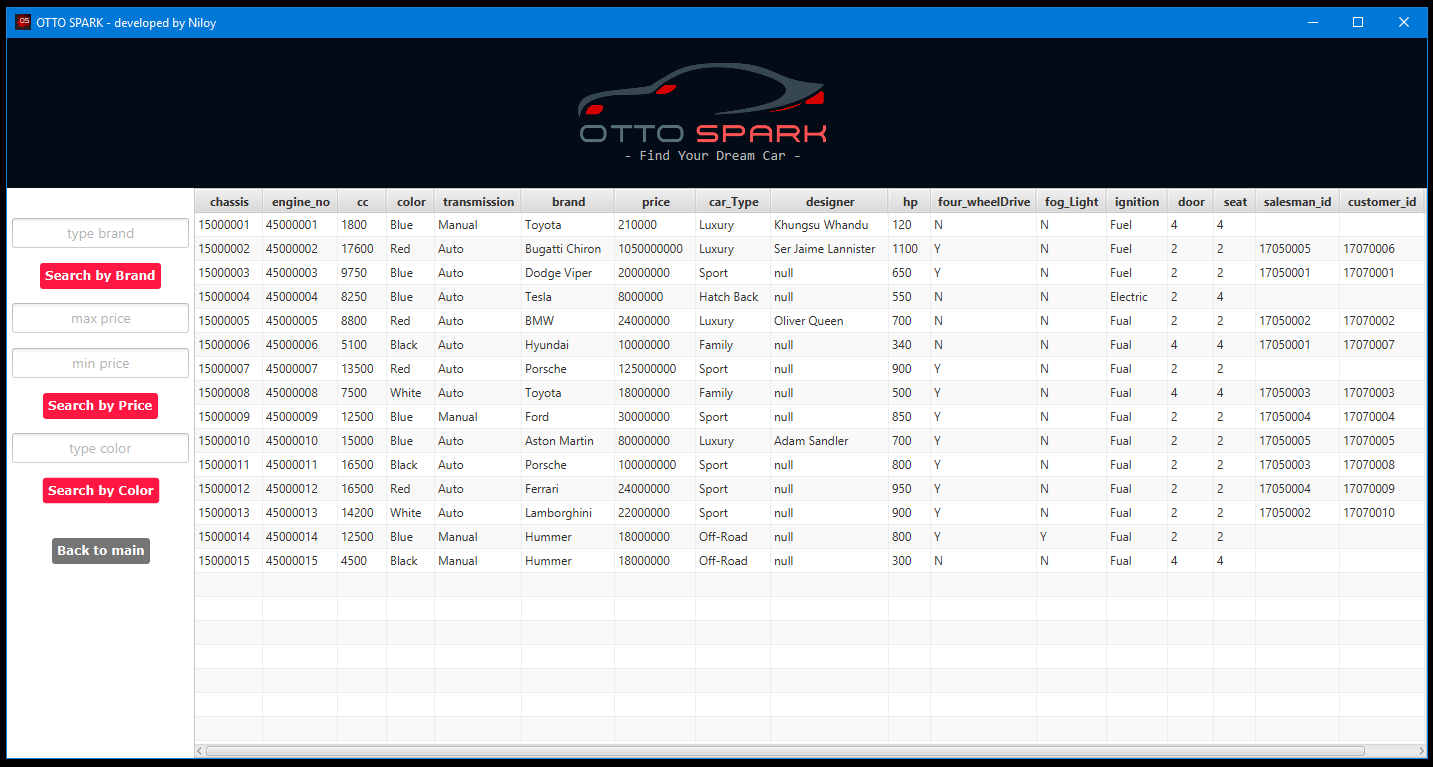 OS OTTO SPARK - developed by Niloy
OTTO SPARK
- Find Your Dream Car -
type brand
Search by Brand
max price
min price
Search by Price
type color
Search by Color
Back to main
chassis engine_no cc color transmission brand price car_Type designer hp four_wheelDrive fog_Light ignition door seat salesman_id customer_id
15000001 45000001 1800 Blue Manual Toyota 210000 Luxury Khungsu Whandu 120 N N Fuel 4 4
15000002 45000002 17600 Red Auto Bugatti Chiron 1050000000 Luxury Ser Jaime Lannister 1100 Y N Fuel 2 2 17050005 17070006
15000003 45000003 9750 Blue Auto Dodge Viper 20000000 Sport null 650 Y N Fuel 2 2 17050001 17070001
15000004 45000004 8250 Blue Auto Tesla 8000000 Hatch Back null 550 N N Electric 2 4
15000005 45000005 8800 Red Auto BMW 24000000 Luxury Oliver Queen 700 N N Fual 2 2 17050002 17070002
15000006 45000006 5100 Black Auto Hyundai 10000000 Family null 340 N N Fual 4 4 17050001 17070007
15000007 45000007 13500 Red Auto Porsche 125000000 Sport null 900 Y N Fual 2 2
15000008 45000008 7500 White Auto Toyota 18000000 Family null 500 Y N Fual 4 4 17050003 17070003
15000009 45000009 12500 Blue Manual Ford 30000000 Sport null 850 Y N Fual 2 2 17050004 17070004
15000010 45000010 15000 Blue Auto Aston Martin 80000000 Luxury Adam Sandler 700 Y N Fual 2 2 17050005 17070005
15000011 45000011 16500 Black Auto Porsche 100000000 Sport null 800 Y N Fual 2 2 17050003 17070008
15000012 45000012 16500 Red Auto Ferrari 24000000 Sport null 950 Y N Fual 2 2 17050004 17070009
15000013 45000013 14200 White Auto Lamborghini 22000000 Sport null 900 Y N Fual 2 2 17050002 17070010
15000014 45000014 12500 Blue Manual Hummer 18000000 Off-Road null 800 Y Y Fual 2 2
15000015 45000015 4500 Black Manual Hummer 18000000 Off-Road null 300 N N Fual 4 4